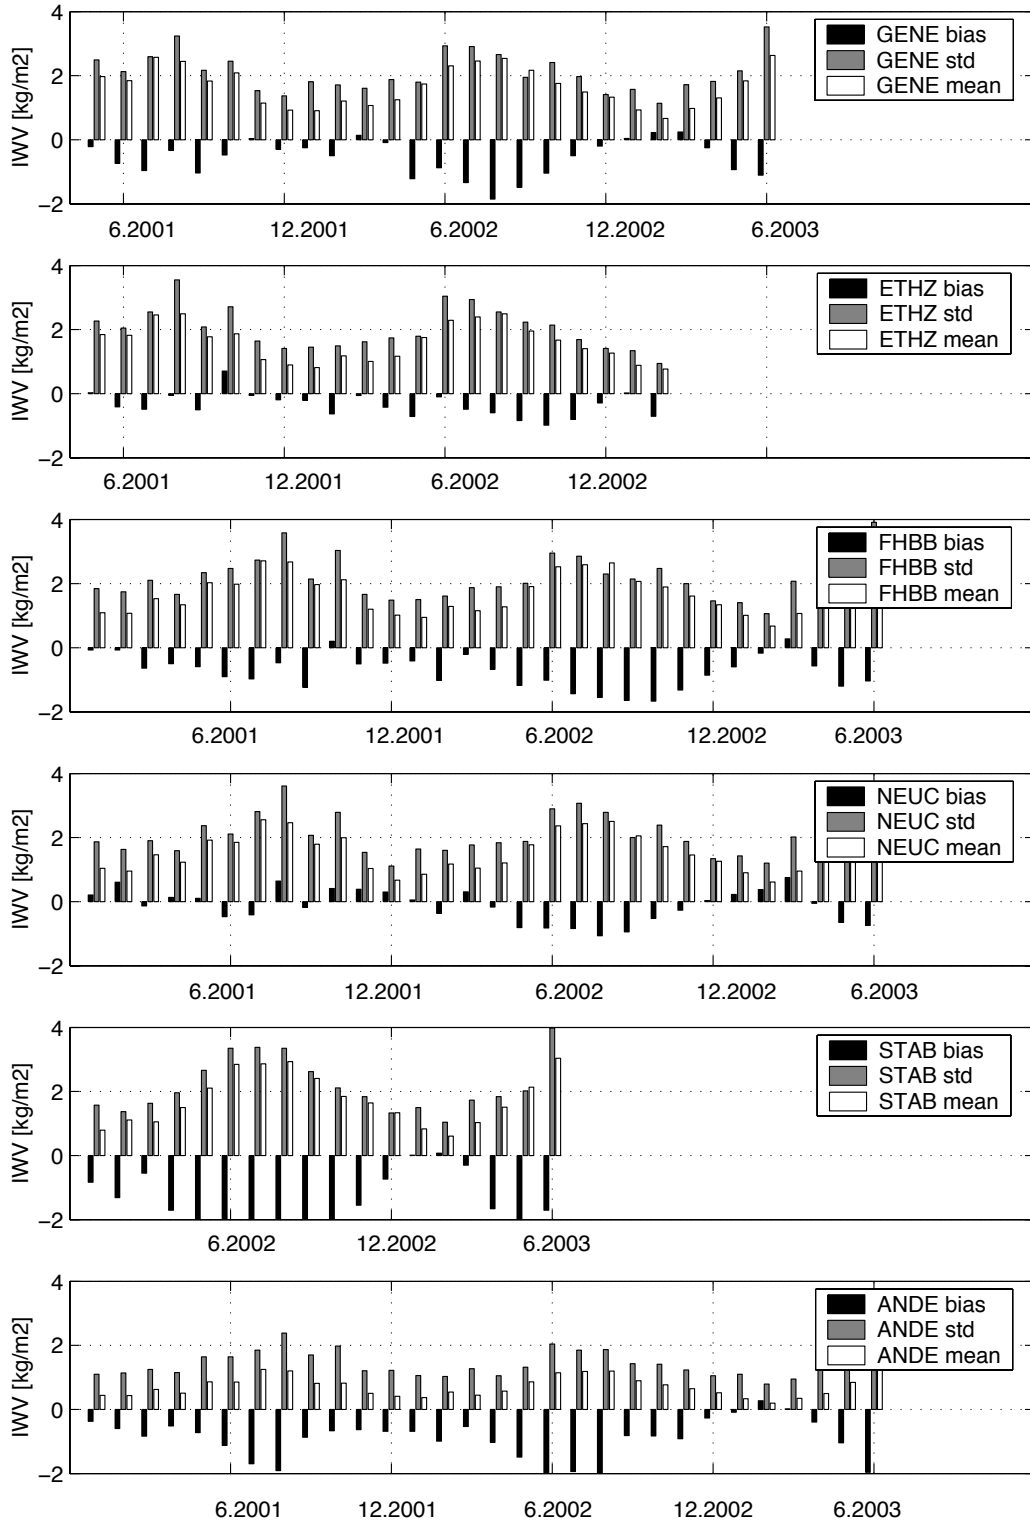 4
2
0
−2
IWV [kg/m2]
GENE bias
GENE std
GENE mean
6.2001 12.2001 6.2002 12.2002 6.2003
4
2
0
−2
IWV [kg/m2]
ETHZ bias
ETHZ std
ETHZ mean
6.2001 12.2001 6.2002 12.2002
4
2
0
−2
IWV [kg/m2]
FHBB bias
FHBB std
FHBB mean
6.2001 12.2001 6.2002 12.2002 6.2003
4
2
0
−2
IWV [kg/m2]
NEUC bias
NEUC std
NEUC mean
6.2001 12.2001 6.2002 12.2002 6.2003
4
2
0
−2
IWV [kg/m2]
STAB bias
STAB std
STAB mean
6.2002 12.2002 6.2003
4
2
0
−2
IWV [kg/m2]
ANDE bias
ANDE std
ANDE mean
6.2001 12.2001 6.2002 12.2002 6.2003